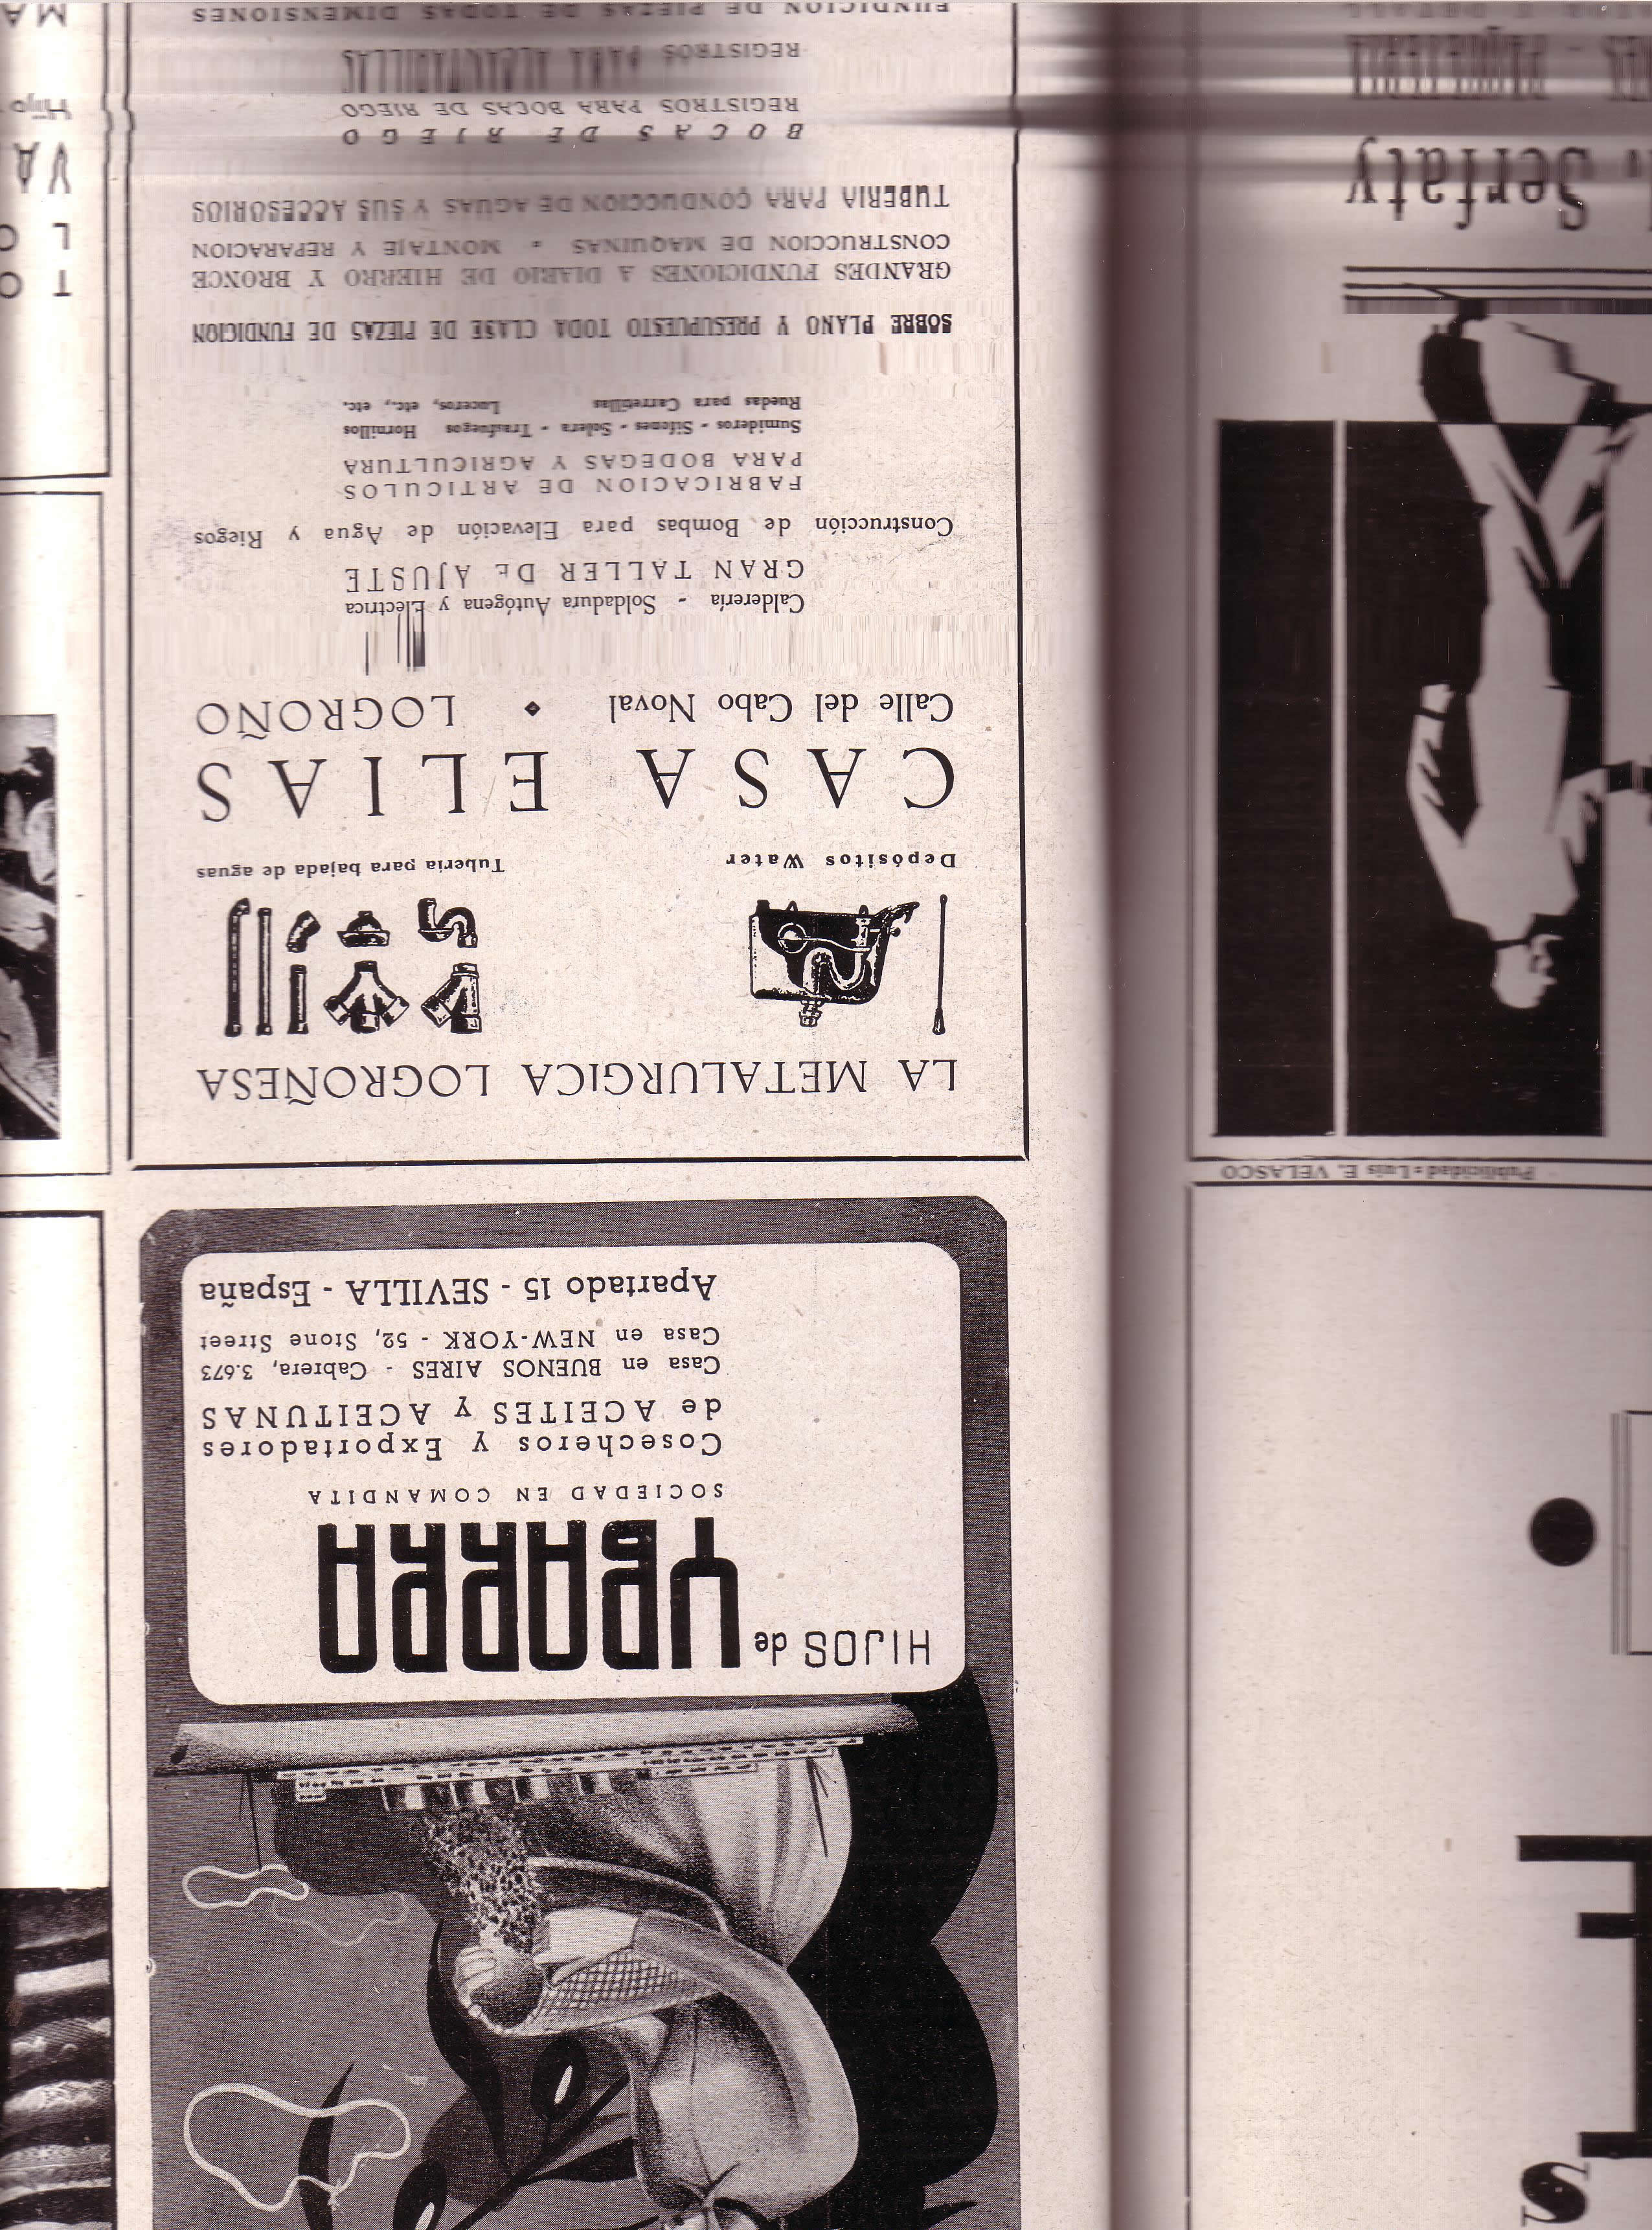 HIJOS de
YBARRA
SOCIEDAD EN COMANDITA
Cosecheros y Exportadores
de ACEITES y ACEITUNAS
Casa en BUENOS AIRES - Cabrera, 3.673
Casa en NEW-YORK - 52, Stone Street
Apartado 15 - SEVILLA - España
LA METALURGICA LOGROÑESA
Depósitos Water
Tuberia para bajada de aguas
CASA ELIAS
Calle del Cabo Noval ◆ LOGROÑO
Calderería - Soldadura Autógena y Eléctrica
GRAN TALLER DE AJUSTE
Construcción de Bombas para Elevación de Agua y Riegos
FABRICACION DE ARTICULOS
PARA BODEGAS Y AGRICULTURA
Sumideros - Sifones - Solera - Trasfuegos Hornillos
Ruedas para Carretillas Luceros, etc., etc.
SOBRE PLANO Y PRESUPUESTO TODA CLASE DE PIEZAS DE FUNDICION
GRANDES FUNDICIONES A DIARIO DE HIERRO Y BRONCE
CONSTRUCCION DE MAQUINAS - MONTAJE Y REPARACION
TUBERIA PARA CONDUCCION DE AGUAS Y SUS ACCESORIOS
BOCAS DE RIEGO
REGISTROS PARA BOCAS DE RIEGO
REGISTROS PARA ALCANTARILLAS
FUNDICION DE PIEZAS DE TODAS DIMENSIONES
S
Publicidad: Luis E. VELASCO
Serfaty
T O
L O
VA
Hijo
MA